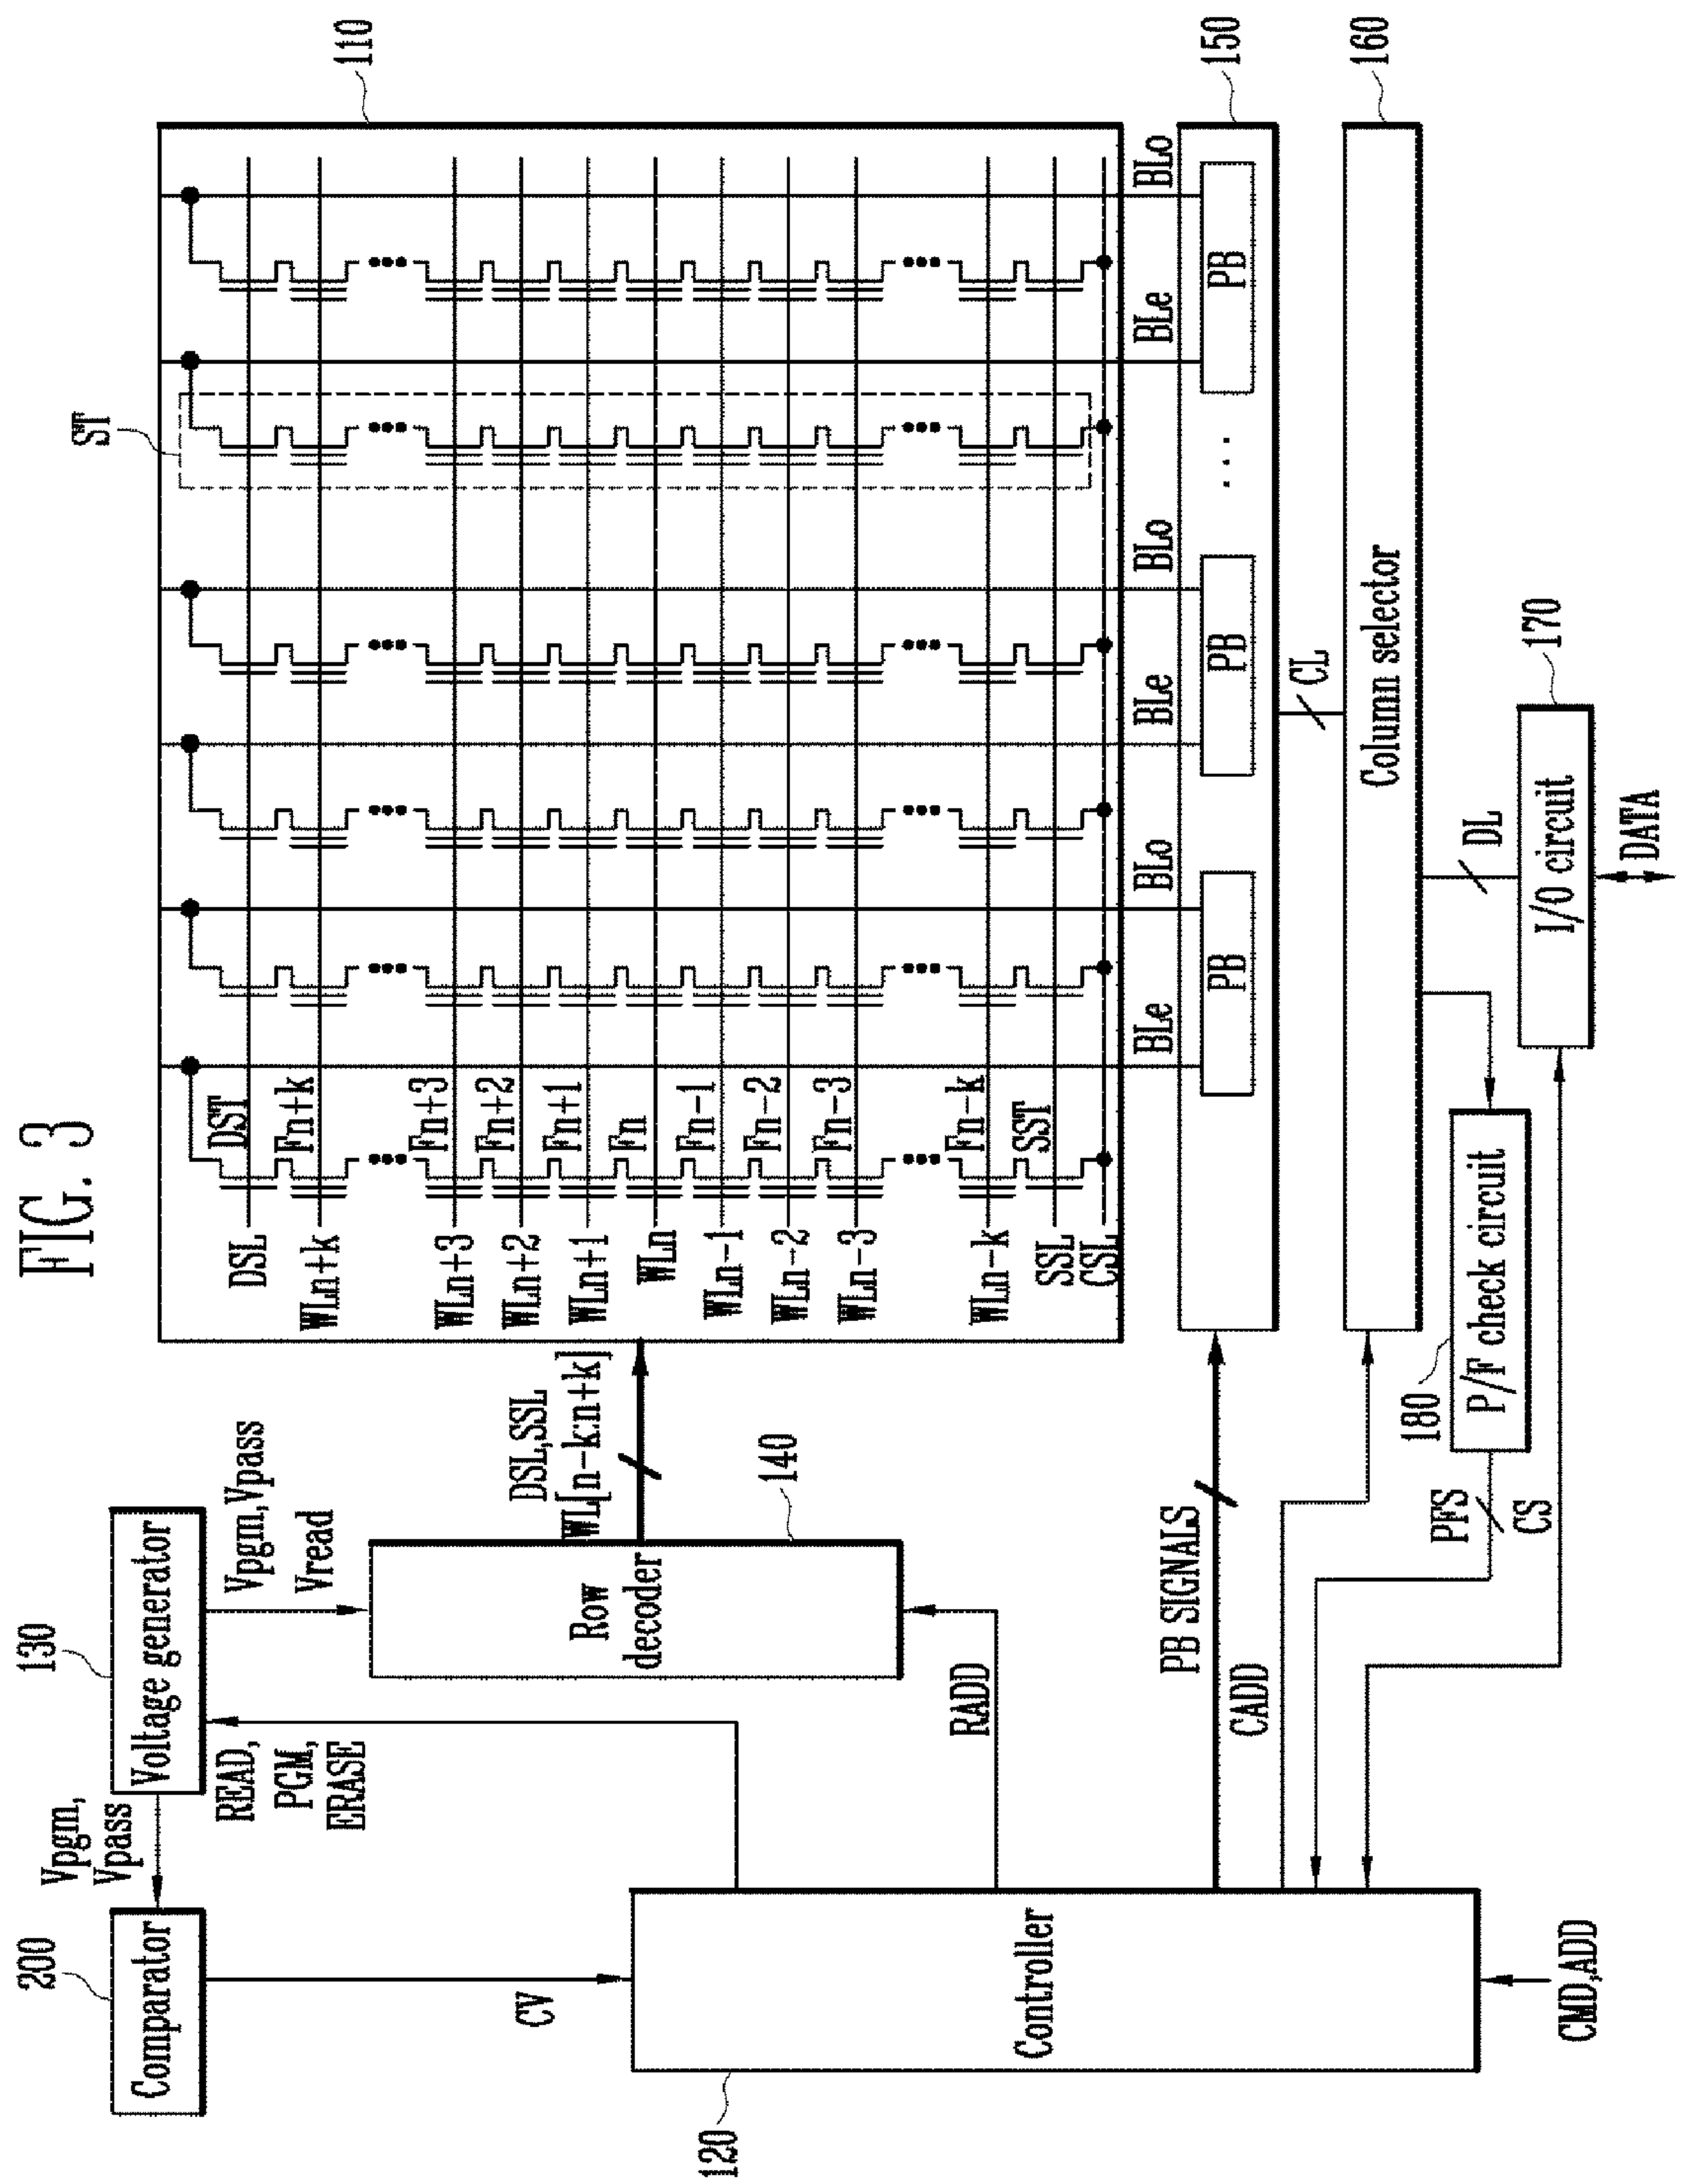 FIG. 3
200
Comparator
Vpgm,
Vpass
130
Voltage generator
READ,
PGM,
ERASE
Vpgm,Vpass
Vread
CV
Row
decoder
140
DSL,SSL
WL[n-k:n+k]
RADD
120
Controller
CMD,ADD
PB SIGNALS
CADD
PFS
CS
ST
110
DSL
DST
WLn+k
Fn+k
WLn+3
Fn+3
WLn+2
Fn+2
WLn+1
Fn+1
WLn
Fn
WLn-1
Fn-1
WLn-2
Fn-2
WLn-3
Fn-3
WLn-k
Fn-k
SSL
SST
CSL
BLe
BLo
BLe
BLo
BLe
BLo
PB
PB
...
PB
150
CL
Column selector
160
180
P/F check circuit
DL
I/O circuit
170
DATA